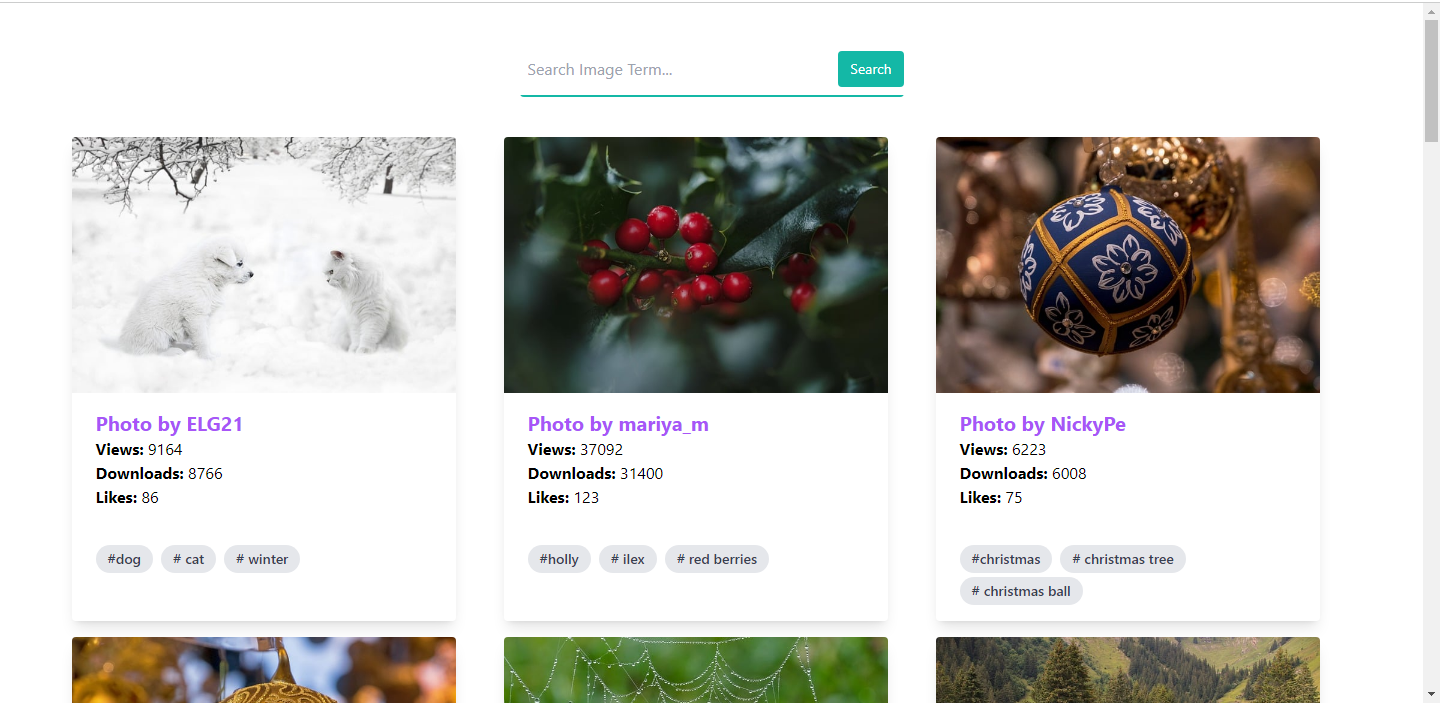 Search Image Term...
Search
Photo by ELG21
Views: 9164
Downloads: 8766
Likes: 86
#dog
# cat
# winter
Photo by mariya_m
Views: 37092
Downloads: 31400
Likes: 123
#holly
# ilex
# red berries
Photo by NickyPe
Views: 6223
Downloads: 6008
Likes: 75
#christmas
# christmas tree
# christmas ball